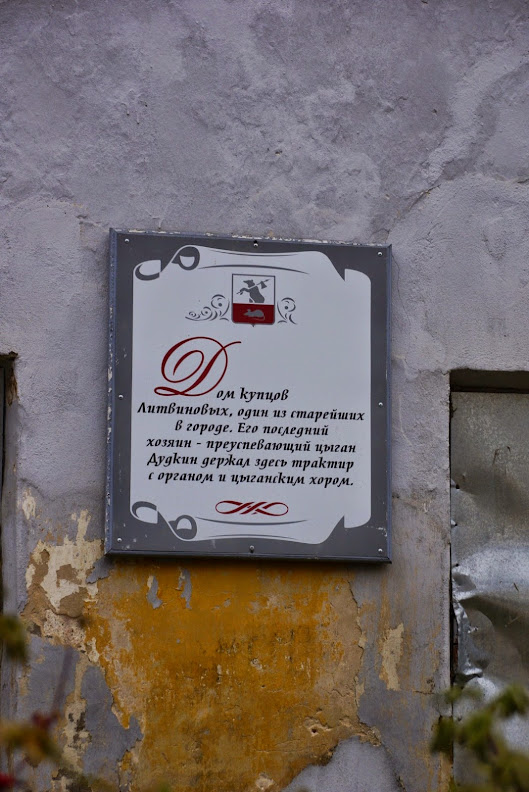 Дом купцов
Литвиновых, один из старейших
в городе. Его последний
хозяин - преуспевающий цыган
Дудкин держал здесь трактир
с органом и цыганским хором.